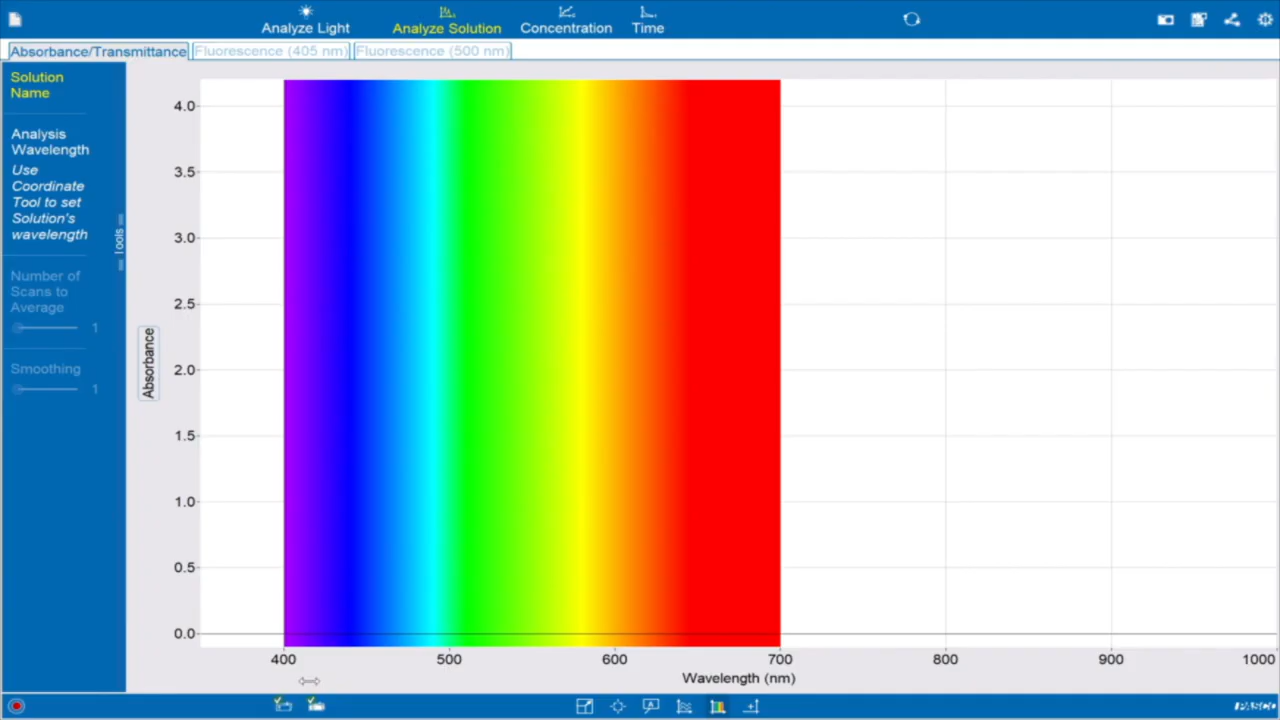 Analyze Light
Analyze Solution
Concentration
Time
Absorbance/Transmittance
Fluorescence (405 nm)
Fluorescence (500 nm)
Solution
Name
Analysis
Wavelength
Use
Coordinate
Tool to set
Solution's
wavelength
Number of
Scans to
Average
1
Smoothing
1
Tools
Absorbance
4.0
3.5
3.0
2.5
2.0
1.5
1.0
0.5
0.0
400 500 600 700 800 900 1000
Wavelength (nm)
A
PASCO